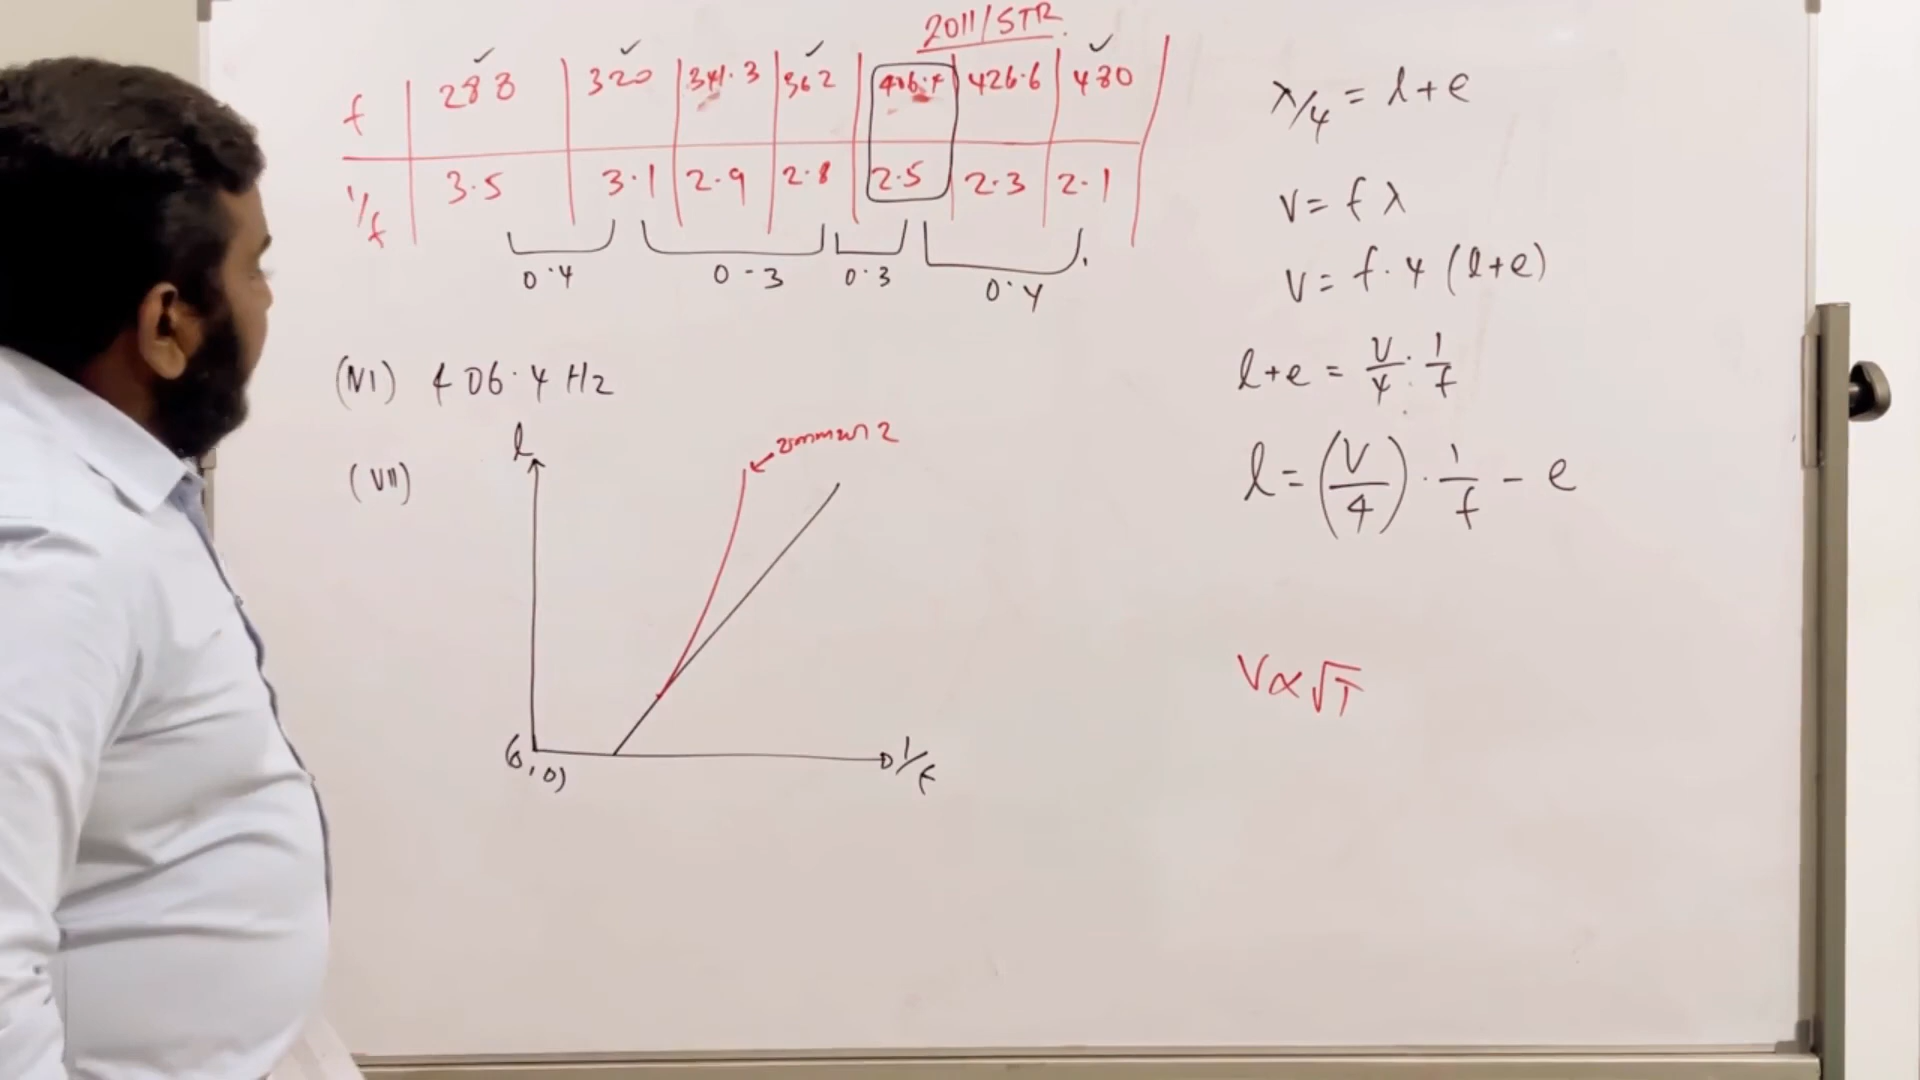 2011/STR
f 288 320 341.3 362 406.4 426.6 480
1/f 3.5 3.1 2.9 2.8 2.5 2.3 2.1
0.4 0-3 0.3 0.4
(VI) 406.4 Hz
(VII)
l
2
(0,0)
1/f
λ/4 = l+e
V = f λ
V = f. 4 (l+e)
l+e = V/4 . 1/f
l = (V/4) . 1/f - e
V∝√T